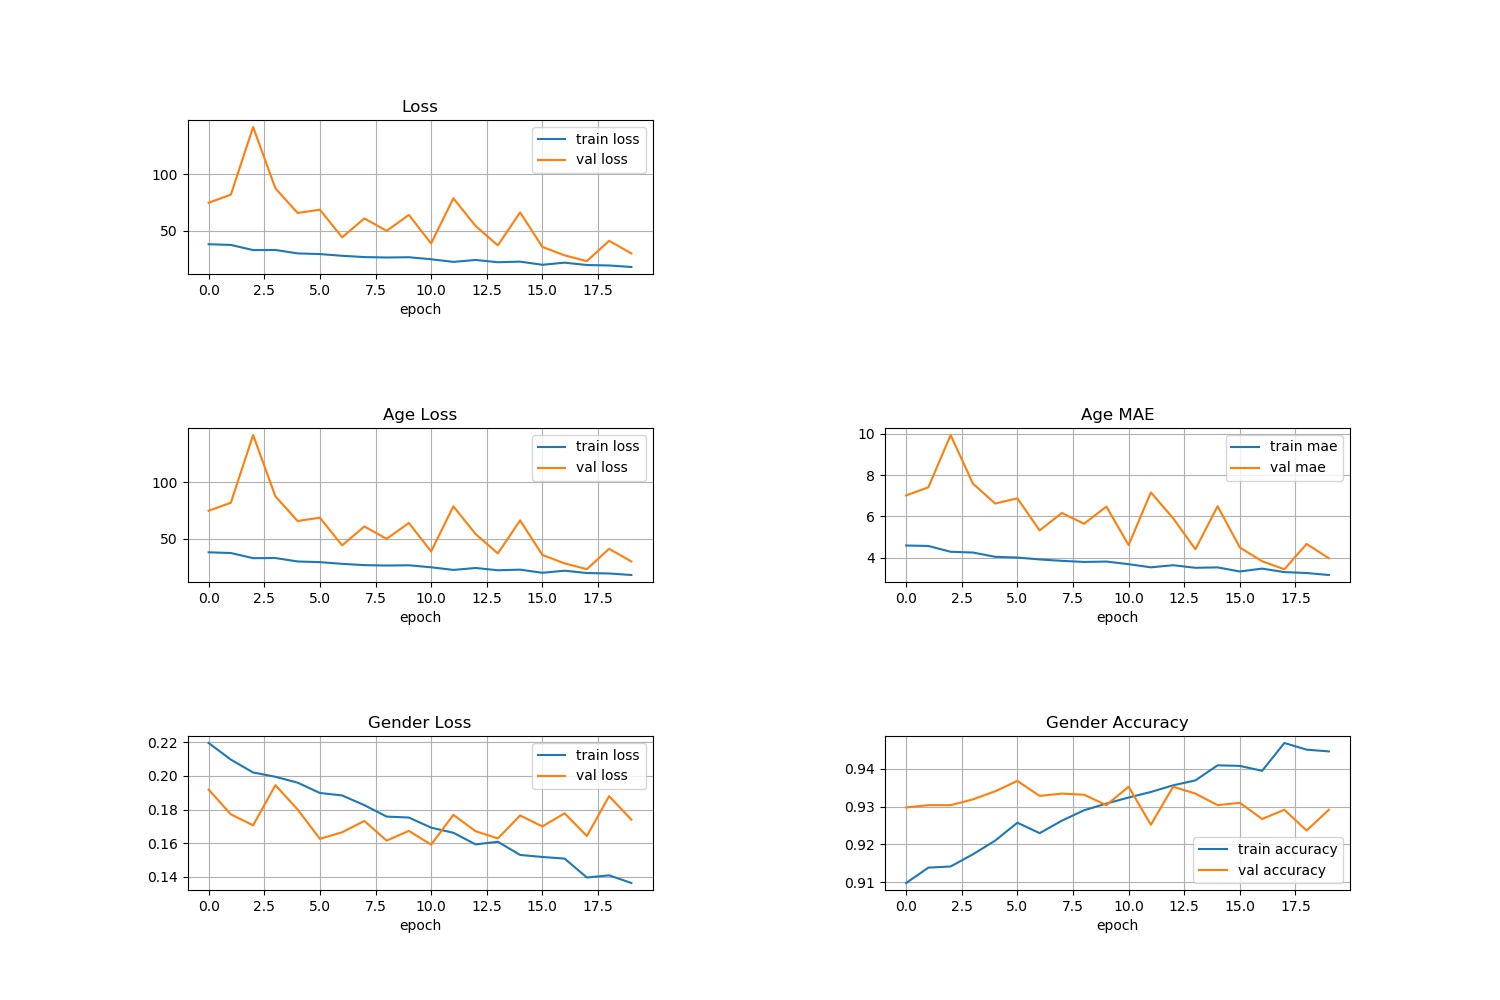 Loss
train loss
val loss
100
50
0.0 2.5 5.0 7.5 10.0 12.5 15.0 17.5
epoch
Age Loss
train loss
val loss
100
50
0.0 2.5 5.0 7.5 10.0 12.5 15.0 17.5
epoch
Age MAE
train mae
val mae
10
8
6
4
0.0 2.5 5.0 7.5 10.0 12.5 15.0 17.5
epoch
Gender Loss
train loss
val loss
0.22
0.20
0.18
0.16
0.14
0.0 2.5 5.0 7.5 10.0 12.5 15.0 17.5
epoch
Gender Accuracy
0.94
0.93
0.92
0.91
train accuracy
val accuracy
0.0 2.5 5.0 7.5 10.0 12.5 15.0 17.5
epoch